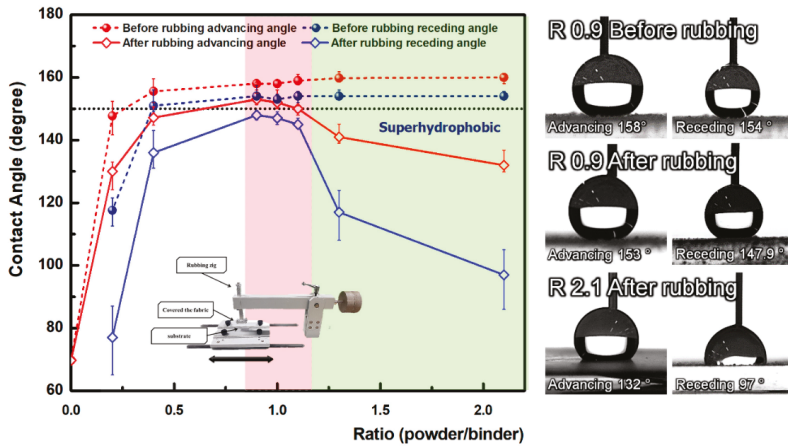 Before rubbing advancing angle
Before rubbing receding angle
After rubbing advancing angle
After rubbing receding angle
Contact Angle (degree)
180
160
140
120
100
80
60
0.0
0.5
1.0
1.5
2.0
Ratio (powder/binder)
Superhydrophobic
Rubbing rig
Covered the fabric
substrate
R 0.9 Before rubbing
Advancing 158°
Receding 154 °
R 0.9 After rubbing
Advancing 153 °
Receding 147.9 °
R 2.1 After rubbing
Advancing 132 °
Receding 97 °